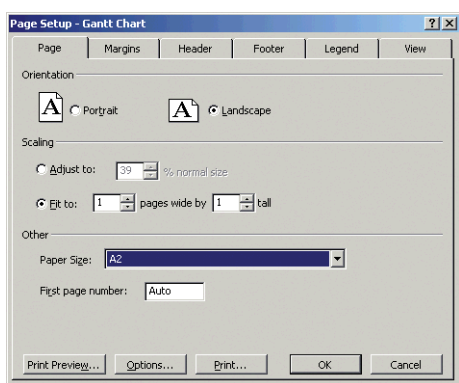 Page Setup - Gantt Chart
Page Margins Header Footer Legend View
Orientation
A Portrait A Landscape
Scaling
Adjust to: 39 % normal size
Fit to: 1 pages wide by 1 tall
Other
Paper Size: A2
First page number: Auto
Print Preview... Options... Print... OK Cancel